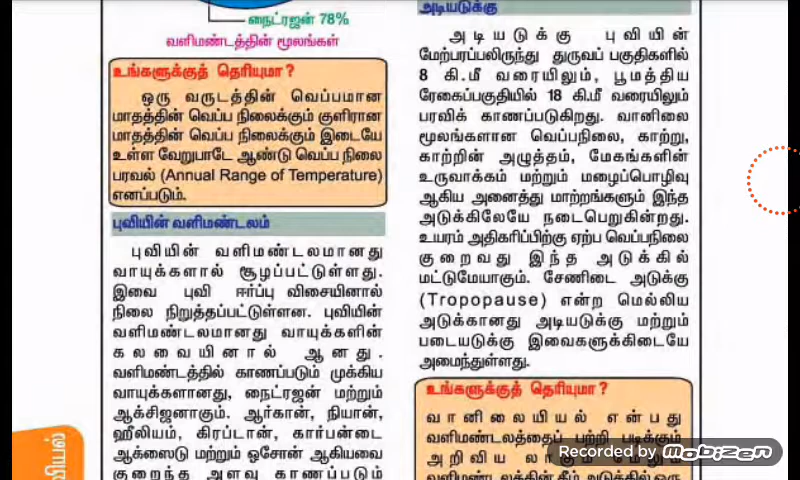 நைட்ரஜன் 78%
வளிமண்டத்தின் மூலங்கள்
உங்களுக்குத் தெரியுமா?
ஒரு வருடத்தின் வெப்பமான
மாதத்தின் வெப்ப நிலைக்கும் குளிரான
மாதத்தின் வெப்ப நிலைக்கும் இடையே
உள்ள வேறுபாடே ஆண்டு வெப்ப நிலை
பரவல் (Annual Range of Temperature)
எனப்படும்.
புவியின் வளிமண்டலம்
புவியின் வளிமண்டலமானது
வாயுக்களால் சூழப்பட்டுள்ளது.
இவை புவி ஈர்ப்பு விசையினால்
நிலை நிறுத்தப்பட்டுள்ளன. புவியின்
வளிமண்டலமானது வாயுக்களின்
கலவையினால் ஆனது.
வளிமண்டத்தில் காணப்படும் முக்கிய
வாயுக்களானது, நைட்ரஜன் மற்றும்
ஆக்சிஜனாகும். ஆர்கான், நியான்,
ஹீலியம், கிரப்டான், கார்பன்டை
ஆக்ஸைடு மற்றும் ஓசோன் ஆகியவை
குறைந்த அளவு காணப்படும்
அடியடுக்கு
அடியடுக்கு புவியின்
மேற்பரப்பலிருந்து துருவப் பகுதிகளில்
8 கி.மீ வரையிலும், பூமத்திய
ரேகைப்பகுதியில் 18 கி.மீ வரையிலும்
பரவிக் காணப்படுகிறது. வானிலை
மூலங்களான வெப்பநிலை, காற்று,
காற்றின் அழுத்தம், மேகங்களின்
உருவாக்கம் மற்றும் மழைப்பொழிவு
ஆகிய அனைத்து மாற்றங்களும் இந்த
அடுக்கிலேயே நடைபெறுகின்றது.
உயரம் அதிகரிப்பிற்கு ஏற்ப வெப்பநிலை
குறைவது இந்த அடுக்கில்
மட்டுமேயாகும். சேணிடை அடுக்கு
(Tropopause) என்ற மெல்லிய
அடுக்கானது அடியடுக்கு மற்றும்
படையடுக்கு இவைகளுக்கிடையே
அமைந்துள்ளது.
உங்களுக்குத் தெரியுமா?
வானிலையியல் என்பது
வளிமண்டலத்தைப் பற்றி படிக்கும்
அறிவிய
Recorded by Mobizen